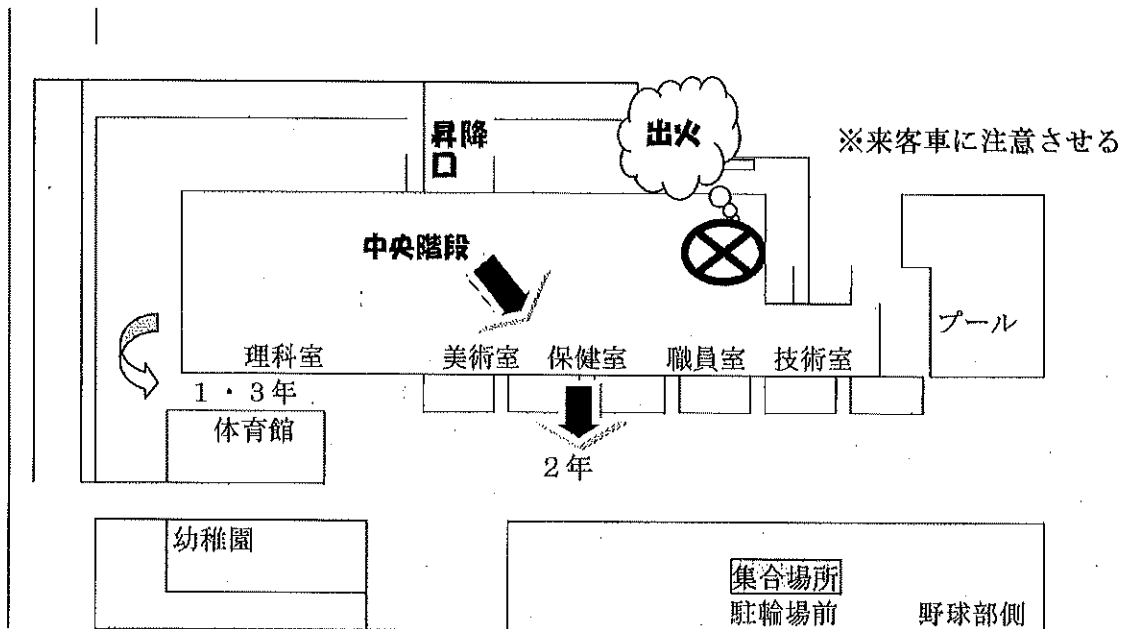 昇降
口
出火
※来客車に注意させる
中央階段
プール
理科室 美術室 保健室 職員室 技術室
1・3年
体育館
2年
幼稚園
集合場所
駐輪場前 野球部側